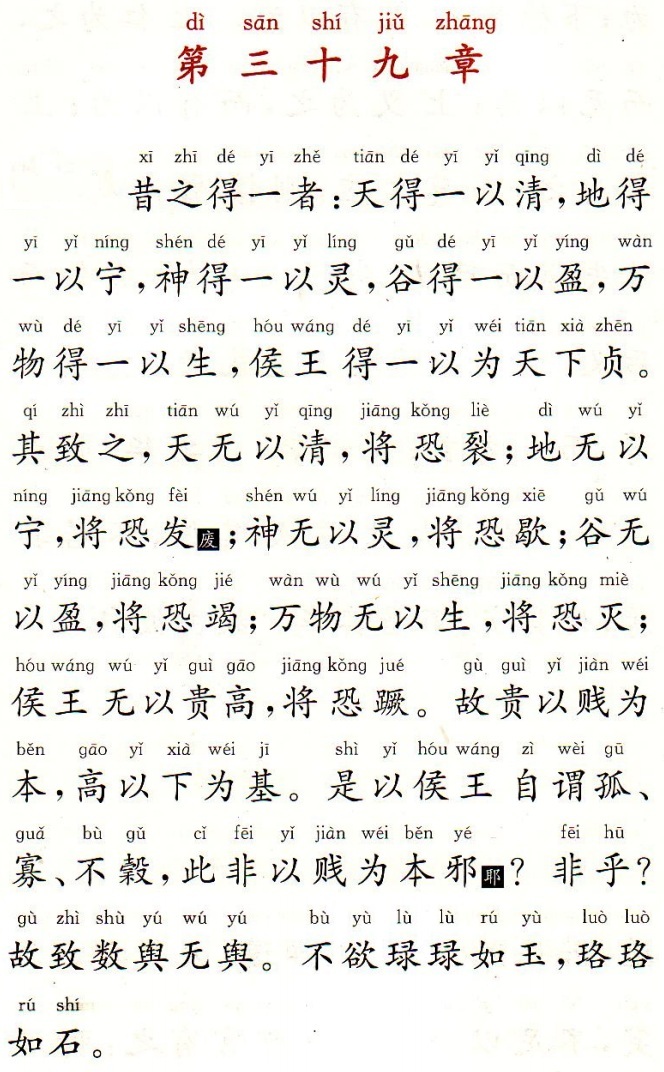 dì sān shí jiǔ zhāng
第三十九章
xī zhī dé yī zhě tiān dé yī yǐ qīng dì dé
昔之得一者：天得一以清，地得
yī yǐ níng shén dé yī yǐ líng gǔ dé yī yǐ yíng wàn
一以宁，神得一以灵，谷得一以盈，万
wù dé yī yǐ shēng hóu wáng dé yī yǐ wéi tiān xià zhēn
物得一以生，侯王得一以为天下贞。
qí zhì zhī tiān wú yǐ qīng jiāng kǒng liè dì wú yǐ
其致之，天无以清，将恐裂；地无以
níng jiāng kǒng fèi shén wú yǐ líng jiāng kǒng xiē gǔ wú
宁，将恐发废；神无以灵，将恐歇；谷无
yǐ yíng jiāng kǒng jié wàn wù wú yǐ shēng jiāng kǒng miè
以盈，将恐竭；万物无以生，将恐灭；
hóu wáng wú yǐ guì gāo jiāng kǒng jué gù guì yǐ jiàn wéi
侯王无以贵高，将恐蹶。故贵以贱为
běn gāo yǐ xià wéi jī shì yǐ hóu wáng zì wèi gū
本，高以下为基。是以侯王自谓孤、
guǎ bù gǔ cǐ fēi yǐ jiàn wéi běn yé fēi hū
寡、不榖，此非以贱为本邪耶？非乎？
gù zhì shù yú wú yú bù yù lù lù rú yù luò luò
故致数舆无舆。不欲琭琭如玉，珞珞
rú shí
如石。